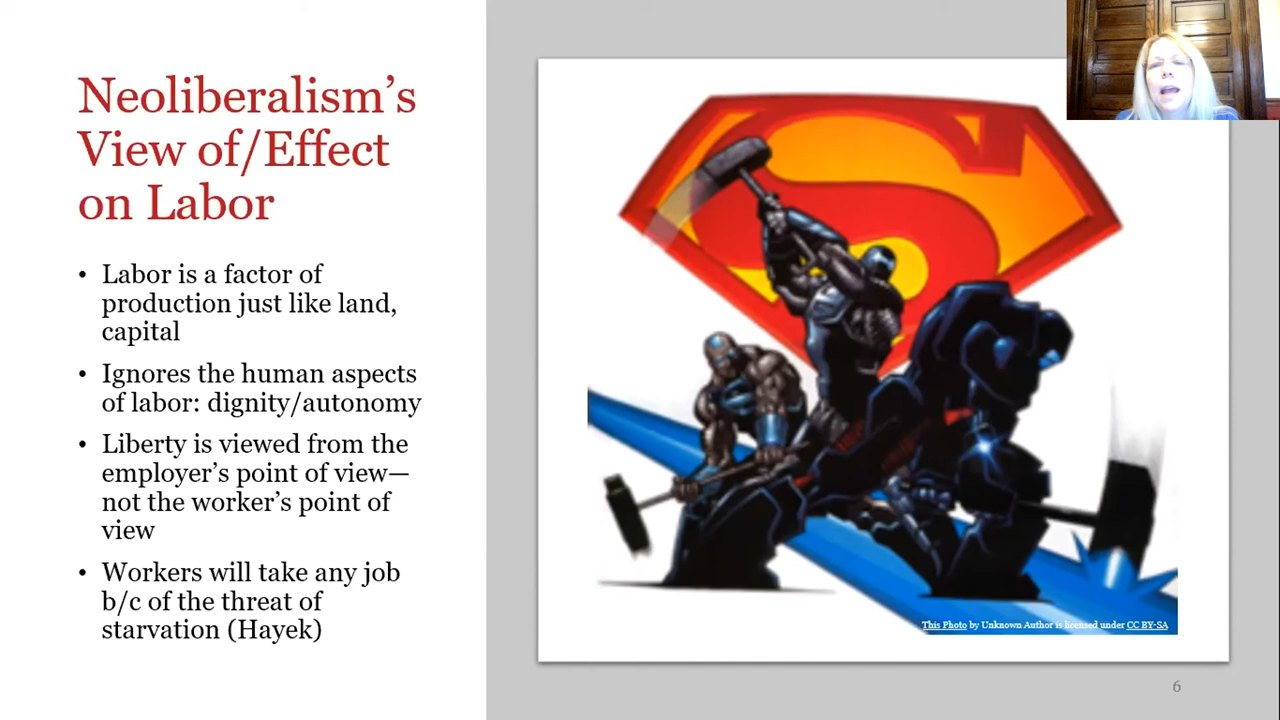 Neoliberalism’s
View of/Effect
on Labor
• Labor is a factor of
production just like land,
capital
• Ignores the human aspects
of labor: dignity/autonomy
• Liberty is viewed from the
employer’s point of view—
not the worker’s point of
view
• Workers will take any job
b/c of the threat of
starvation (Hayek)
S
This Photo by Unknown Author is licensed under CC BY-SA
6